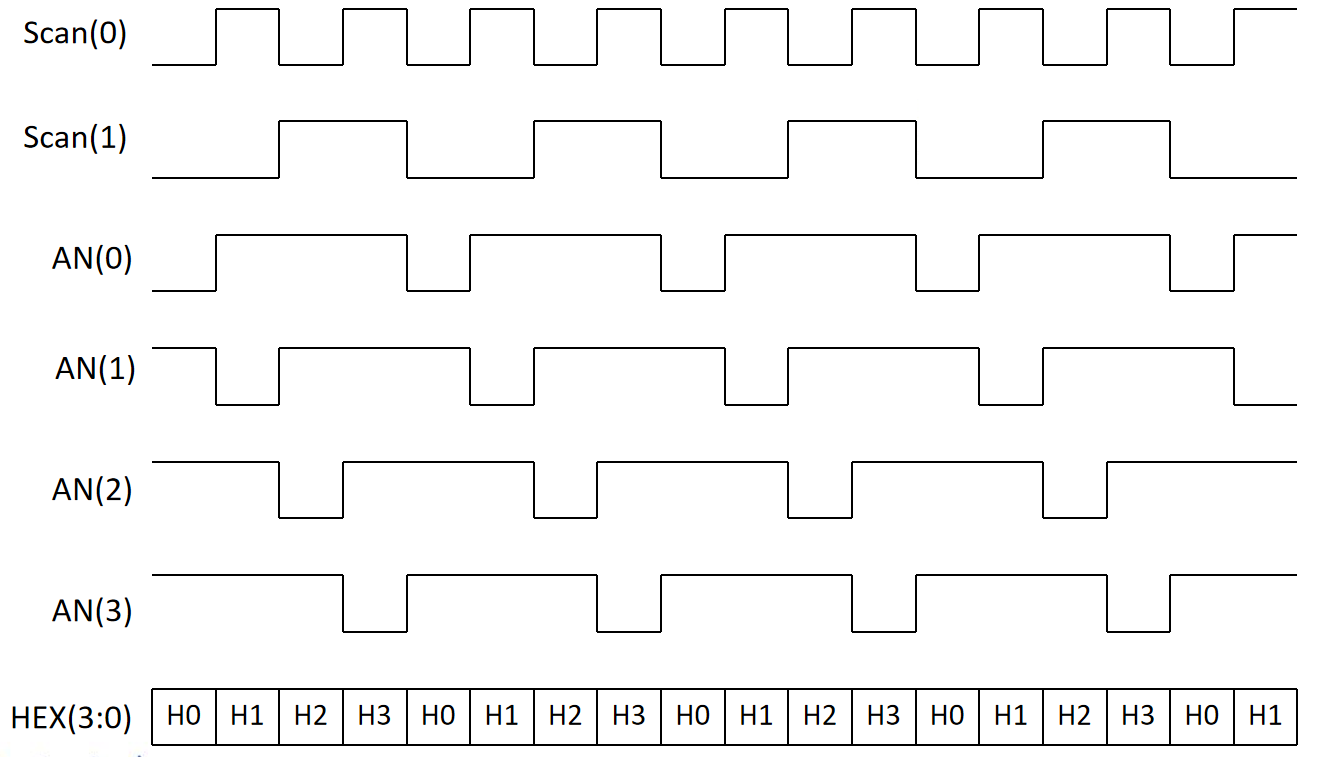 Scan(0)
Scan(1)
AN(0)
AN(1)
AN(2)
AN(3)
HEX(3:0) H0 H1 H2 H3 H0 H1 H2 H3 H0 H1 H2 H3 H0 H1 H2 H3 H0 H1